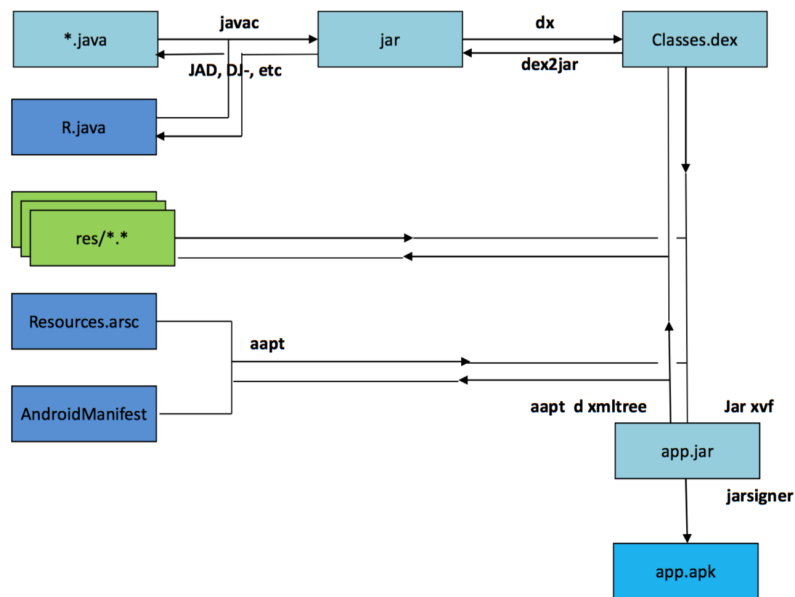 javac
dx
*.java
jar
Classes.dex
JAD, DJ-, etc
dex2jar
R.java
res/*.*
Resources.arsc
aapt
AndroidManifest
aapt d xmltree
Jar xvf
app.jar
jarsigner
app.apk